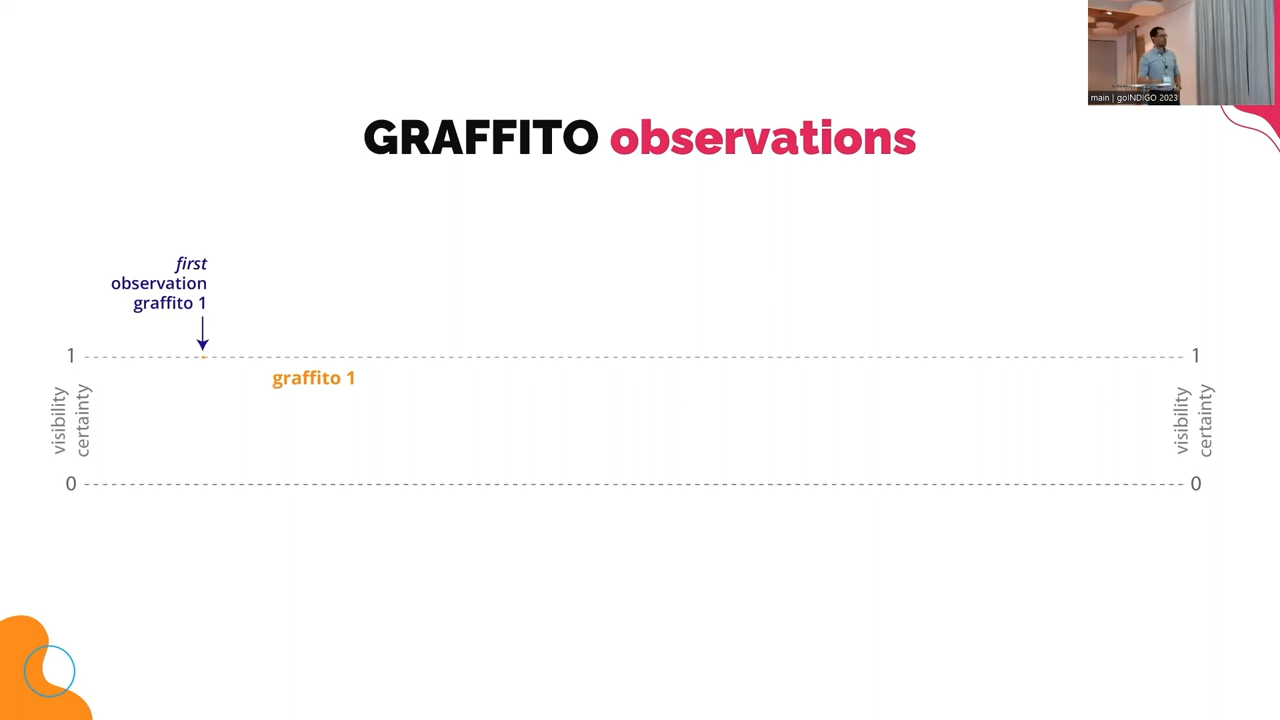 main | goINDIGO 2023
GRAFFITO observations
first
observation
graffito 1
1
1
graffito 1
visibility
certainty
visibility
certainty
0
0